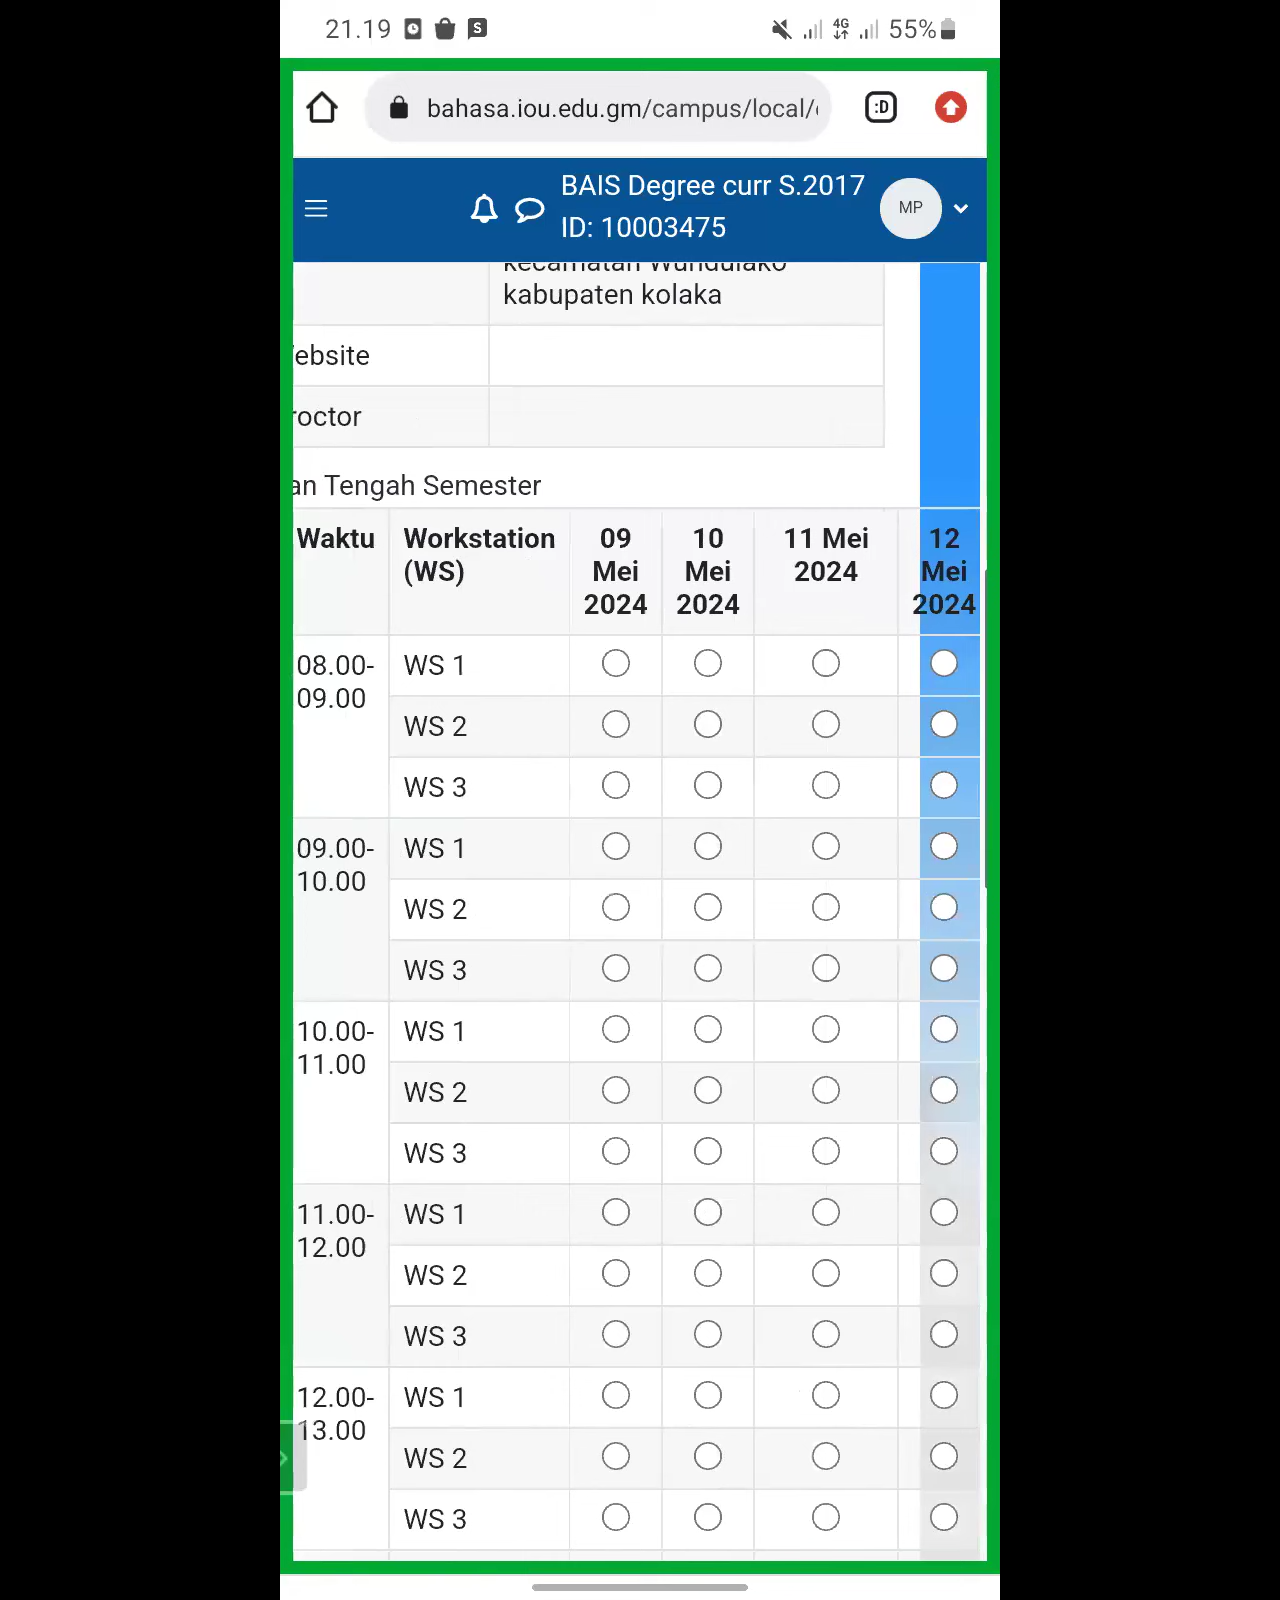 21.19 S 4G 55%
bahasa.iou.edu.gm/campus/local/ :D
BAIS Degree curr S.2017
ID: 10003475
MP
kecamatan Wundulako
kabupaten kolaka
ebsite
roctor
an Tengah Semester
Waktu Workstation (WS) 09 Mei 2024 10 Mei 2024 11 Mei 2024 12 Mei 2024
08.00-09.00 WS 1
WS 2
WS 3
09.00-10.00 WS 1
WS 2
WS 3
10.00-11.00 WS 1
WS 2
WS 3
11.00-12.00 WS 1
WS 2
WS 3
12.00-13.00 WS 1
WS 2
WS 3